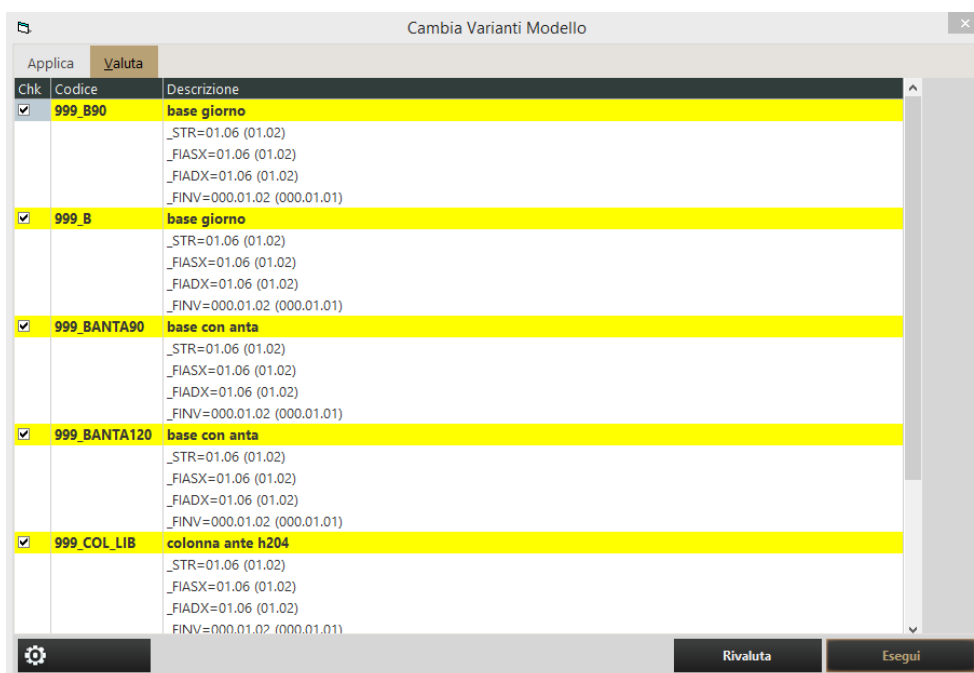 Cambia Varianti Modello
Applica Valuta
Chk Codice Descrizione
999_B90 base giorno
_STR=01.06 (01.02)
_FIASX=01.06 (01.02)
_FIADX=01.06 (01.02)
_FINV=000.01.02 (000.01.01)
999_B base giorno
_STR=01.06 (01.02)
_FIASX=01.06 (01.02)
_FIADX=01.06 (01.02)
_FINV=000.01.02 (000.01.01)
999_BANTA90 base con anta
_STR=01.06 (01.02)
_FIASX=01.06 (01.02)
_FIADX=01.06 (01.02)
_FINV=000.01.02 (000.01.01)
999_BANTA120 base con anta
_STR=01.06 (01.02)
_FIASX=01.06 (01.02)
_FIADX=01.06 (01.02)
_FINV=000.01.02 (000.01.01)
999_COL_LIB colonna ante h204
_STR=01.06 (01.02)
_FIASX=01.06 (01.02)
_FIADX=01.06 (01.02)
_FINV=000.01.02 (000.01.01)
Rivaluta Esegui